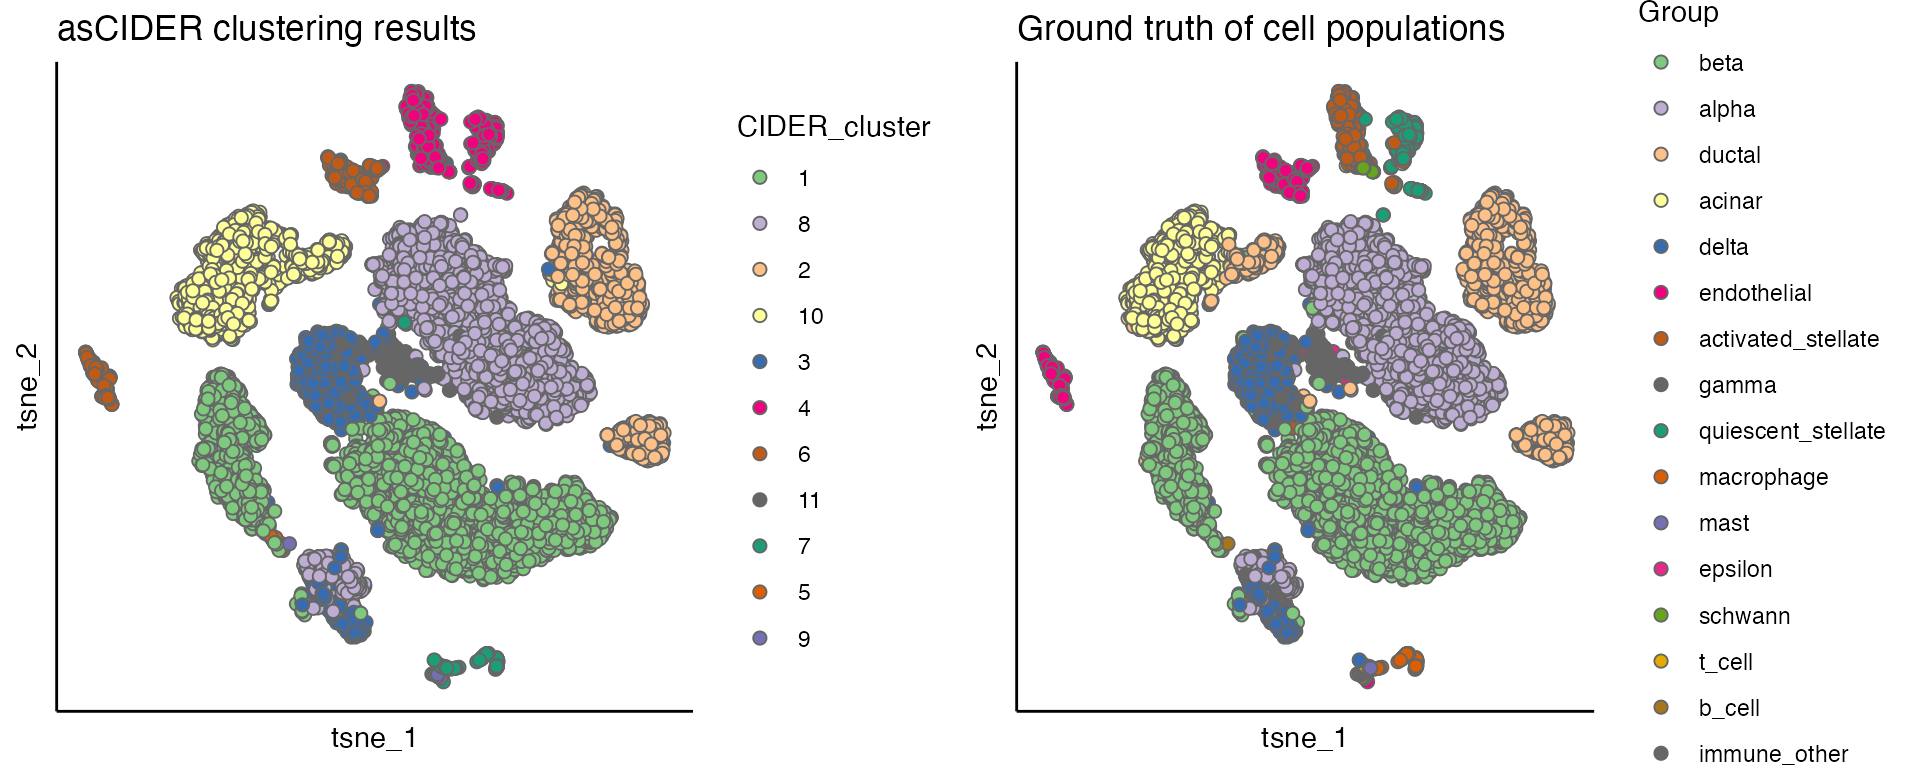 asCIDER clustering results
tsne_2
tsne_1
CIDER_cluster
1
8
2
10
3
4
6
11
7
5
9
Ground truth of cell populations
tsne_2
tsne_1
Group
beta
alpha
ductal
acinar
delta
endothelial
activated_stellate
gamma
quiescent_stellate
macrophage
mast
epsilon
schwann
t_cell
b_cell
immune_other